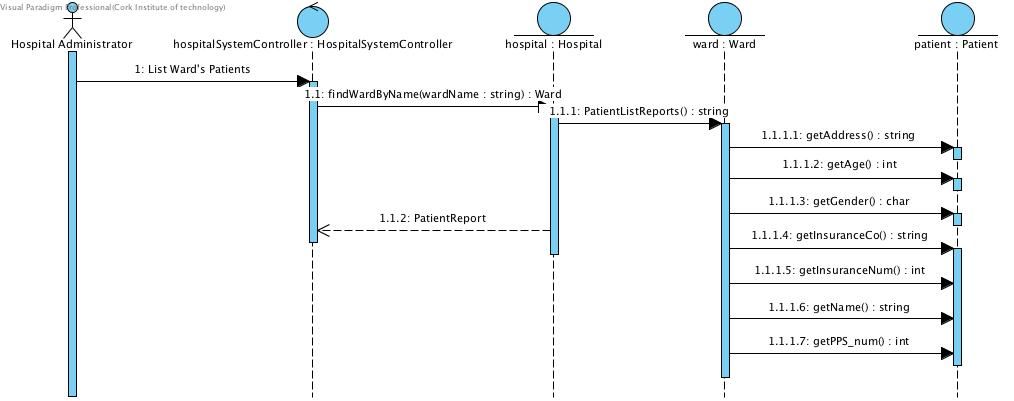 Visual Paradigm Professional(Cork Institute of technology)
Hospital Administrator
hospitalSystemController : HospitalSystemController
hospital : Hospital
ward : Ward
patient : Patient
1: List Ward's Patients
1.1: findWardByName(wardName : string) : Ward
1.1.1: PatientListReports() : string
1.1.1.1: getAddress() : string
1.1.1.2: getAge() : int
1.1.1.3: getGender() : char
1.1.2: PatientReport
1.1.1.4: getInsuranceCo() : string
1.1.1.5: getInsuranceNum() : int
1.1.1.6: getName() : string
1.1.1.7: getPPS_num() : int